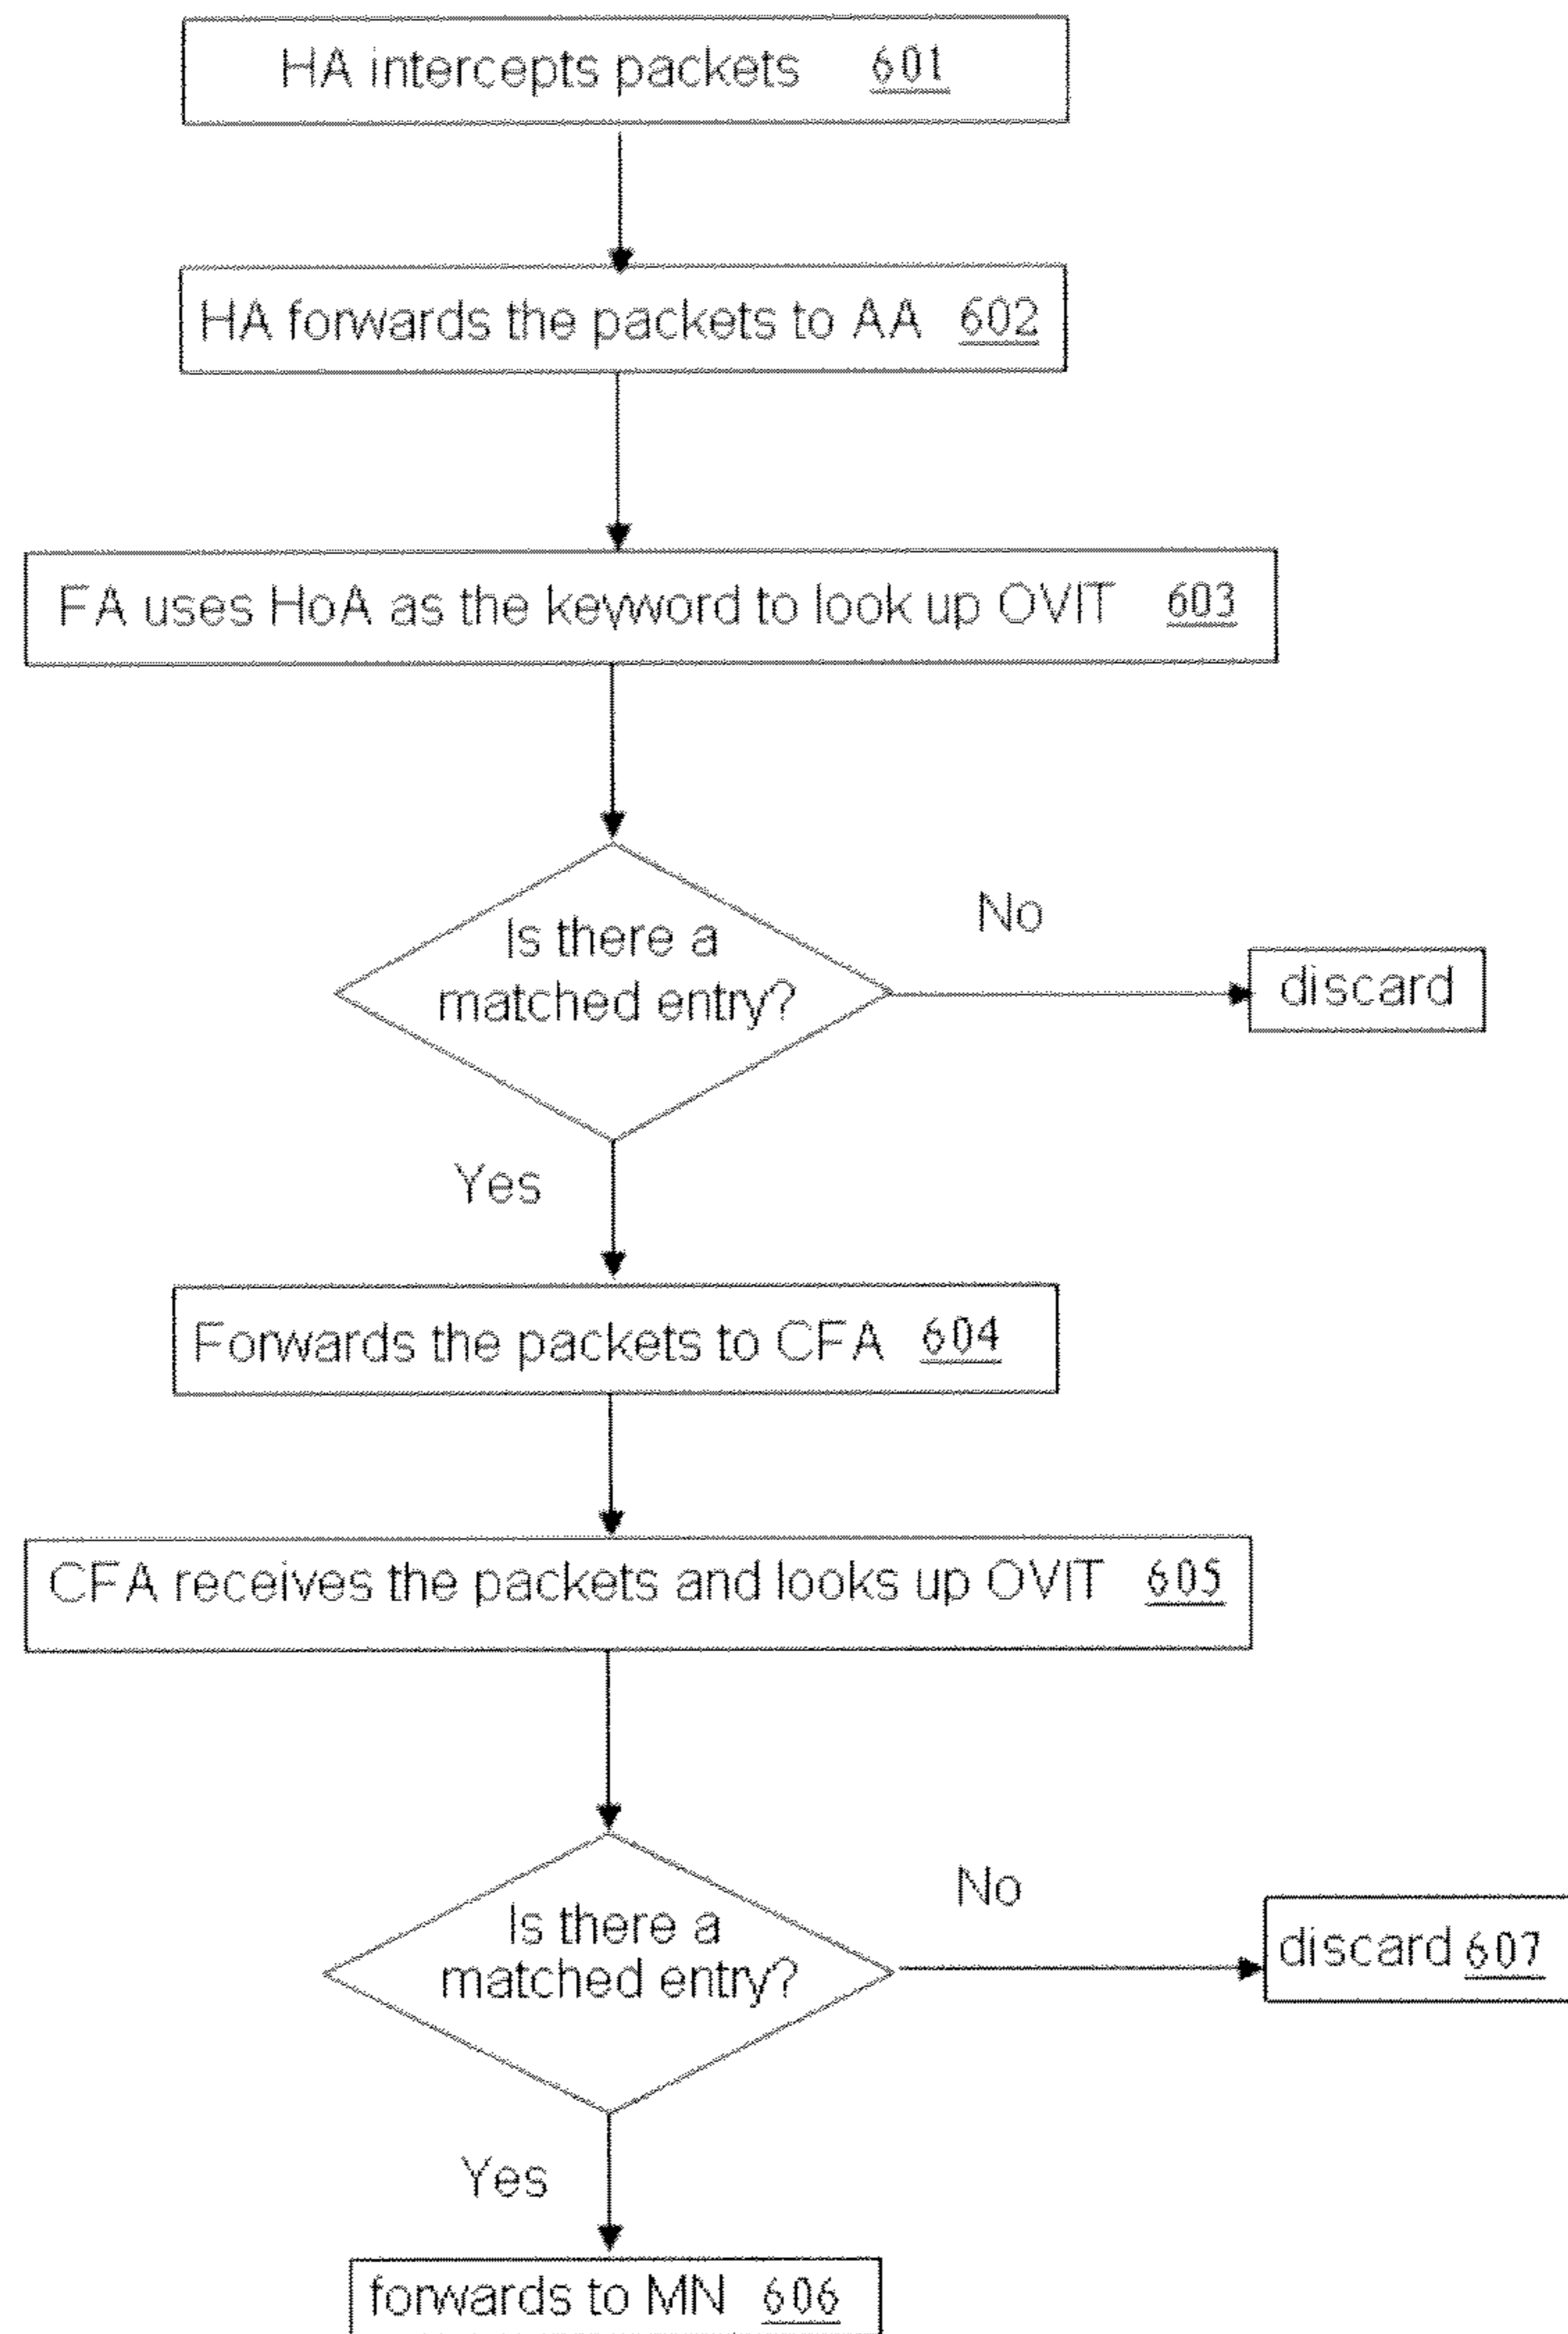 HA intercepts packets 601
HA forwards the packets to AA 602
FA uses HoA as the keyword to look up OVIT 603
Is there a
matched entry?
No
discard
Yes
Forwards the packets to CFA 604
CFA receives the packets and looks up OVIT 605
Is there a
matched entry?
No
discard 607
Yes
forwards to MN 606